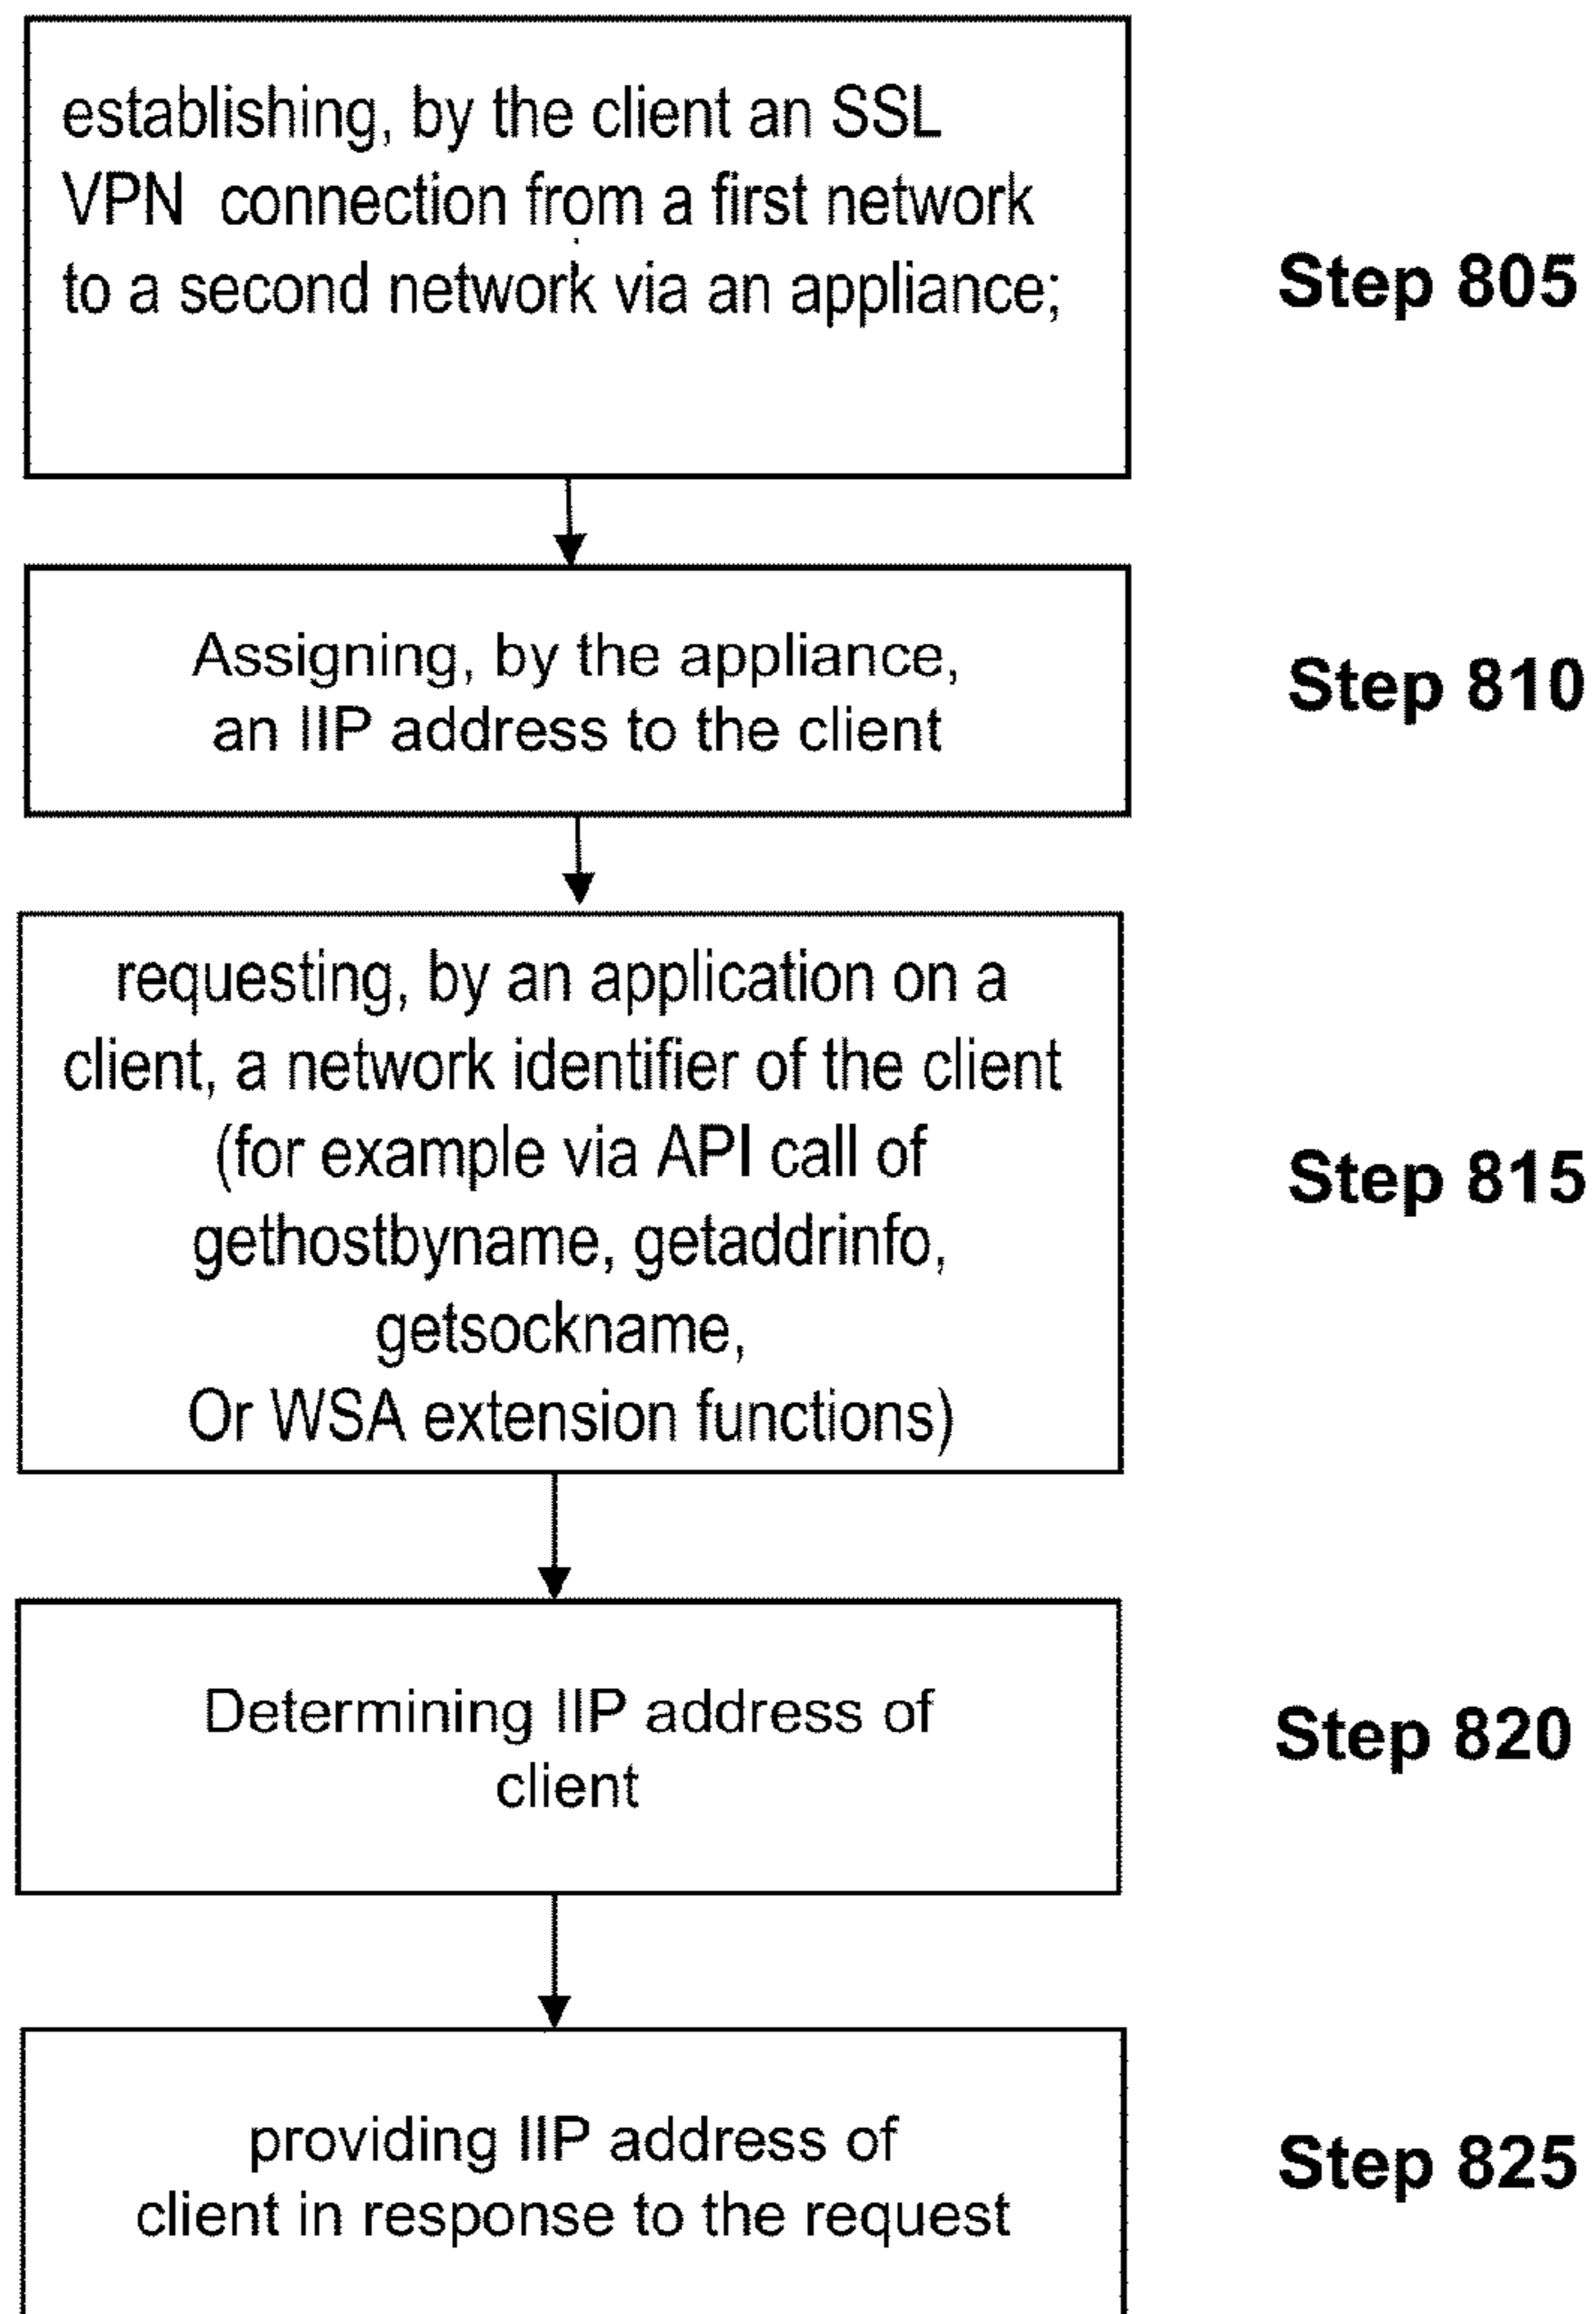 establishing, by the client an SSL
VPN connection from a first network
to a second network via an appliance;
Step 805
Assigning, by the appliance,
an IIP address to the client
Step 810
requesting, by an application on a
client, a network identifier of the client
(for example via API call of
gethostbyname, getaddrinfo,
getsockname,
Or WSA extension functions)
Step 815
Determining IIP address of
client
Step 820
providing IIP address of
client in response to the request
Step 825